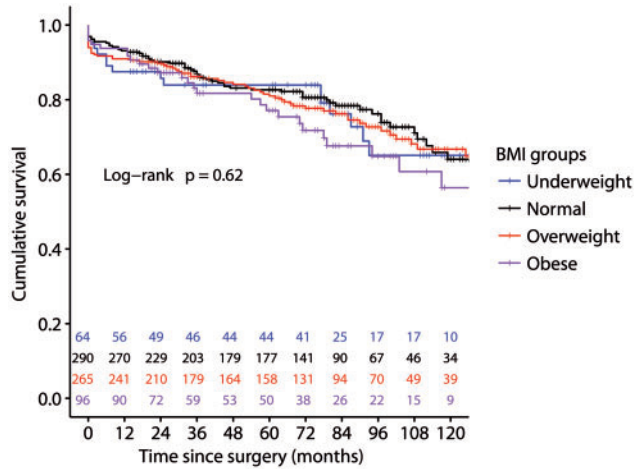 Cumulative survival
1.0
0.8
0.6
0.4
0.2
0.0
Log-rank p = 0.62
BMI groups
Underweight
Normal
Overweight
Obese
64 56 49 46 44 44 41 25 17 17 10
290 270 229 203 179 177 141 90 67 46 34
265 241 210 179 164 158 131 94 70 49 39
96 90 72 59 53 50 38 26 22 15 9
0 12 24 36 48 60 72 84 96 108 120
Time since surgery (months)